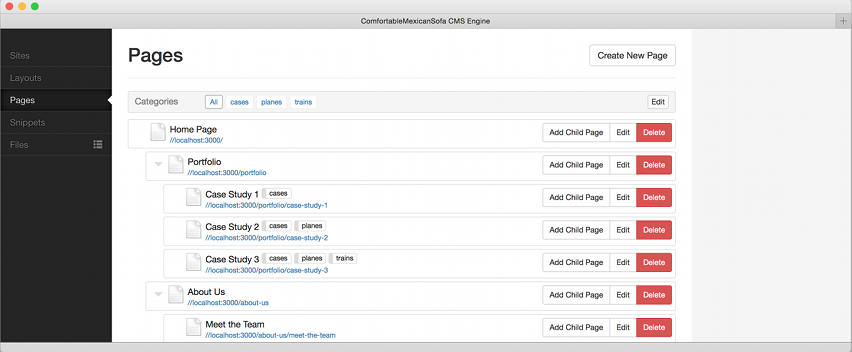 ComfortableMexicanSofa CMS Engine
+
Sites
Layouts
Pages
Snippets
Files
Pages
Create New Page
Categories All cases planes trains Edit
Home Page
//localhost:3000/
Add Child Page Edit Delete
Portfolio
//localhost:3000/portfolio
Add Child Page Edit Delete
Case Study 1 cases
//localhost:3000/portfolio/case-study-1
Add Child Page Edit Delete
Case Study 2 cases planes
//localhost:3000/portfolio/case-study-2
Add Child Page Edit Delete
Case Study 3 cases planes trains
//localhost:3000/portfolio/case-study-3
Add Child Page Edit Delete
About Us
//localhost:3000/about-us
Add Child Page Edit Delete
Meet the Team
//localhost:3000/about-us/meet-the-team
Add Child Page Edit Delete